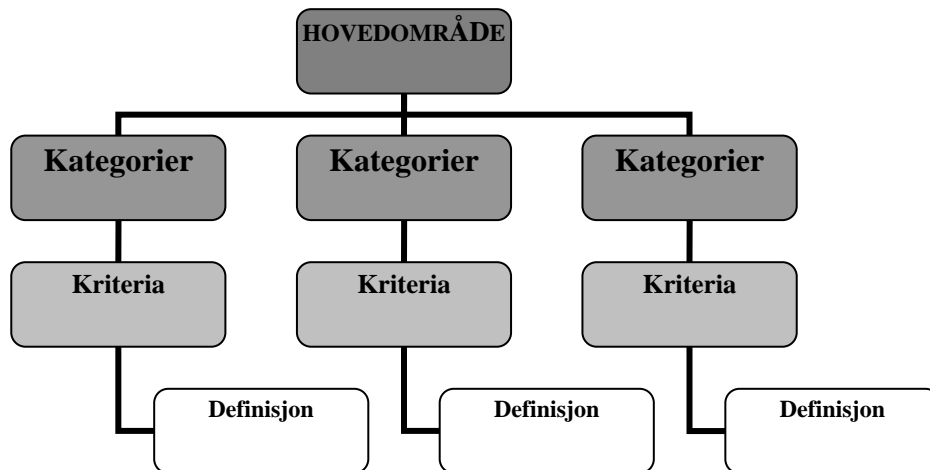 HOVEDOMRÅDE
Kategorier Kategorier Kategorier
Kriteria Kriteria Kriteria
Definisjon Definisjon Definisjon